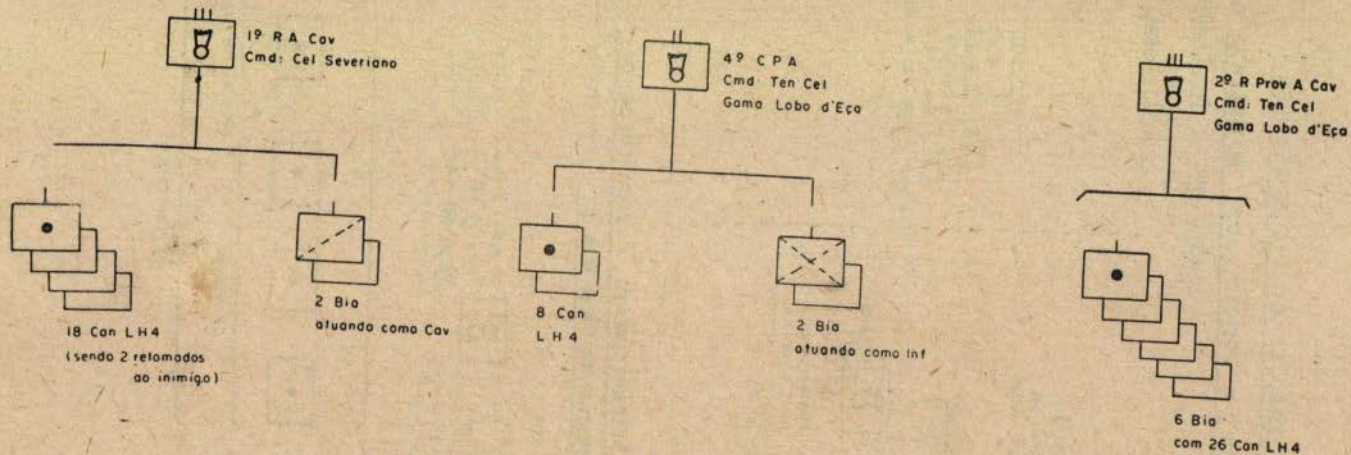 1º R A Cav
Cmd: Cel Severiano
18 Can LH4
(sendo 2 retomados
ao inimigo)
2 Bia
atuando como Cav
4º C P A
Cmd Ten Cel
Gama Lobo d'Eça
8 Can
L H 4
2 Bia
atuando como Inf
2º R Prov A Cav
Cmd: Ten Cel
Gama Lobo d'Eça
6 Bia
com 26 Can LH4